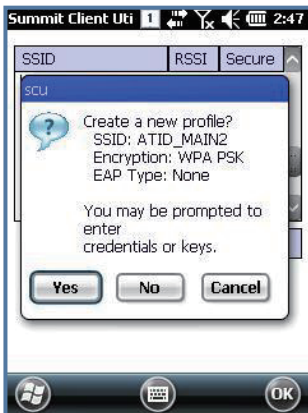 Summit Client Uti 1 2:47
SSID RSSI Secure
scu
Create a new profile?
SSID: ATID_MAIN2
Encryption: WPA PSK
EAP Type: None
You may be prompted to
enter
credentials or keys.
Yes No Cancel
OK